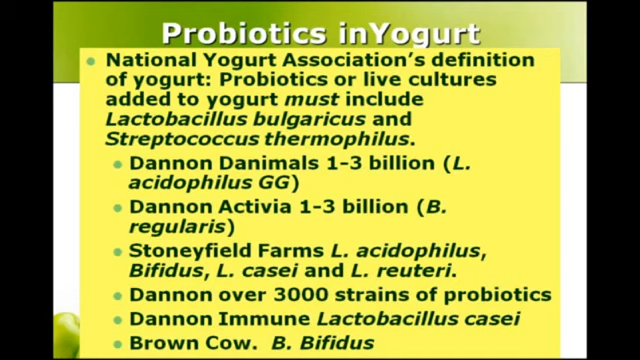 Probiotics inYogurt
National Yogurt Association's definition
of yogurt: Probiotics or live cultures
added to yogurt must include
Lactobacillus bulgaricus and
Streptococcus thermophilus.
Dannon Danimals 1-3 billion (L.
acidophilus GG)
Dannon Activia 1-3 billion (B.
regularis)
Stoneyfield Farms L. acidophilus,
Bifidus, L. casei and L. reuteri.
Dannon over 3000 strains of probiotics
Dannon Immune Lactobacillus casei
Brown Cow. B. Bifidus